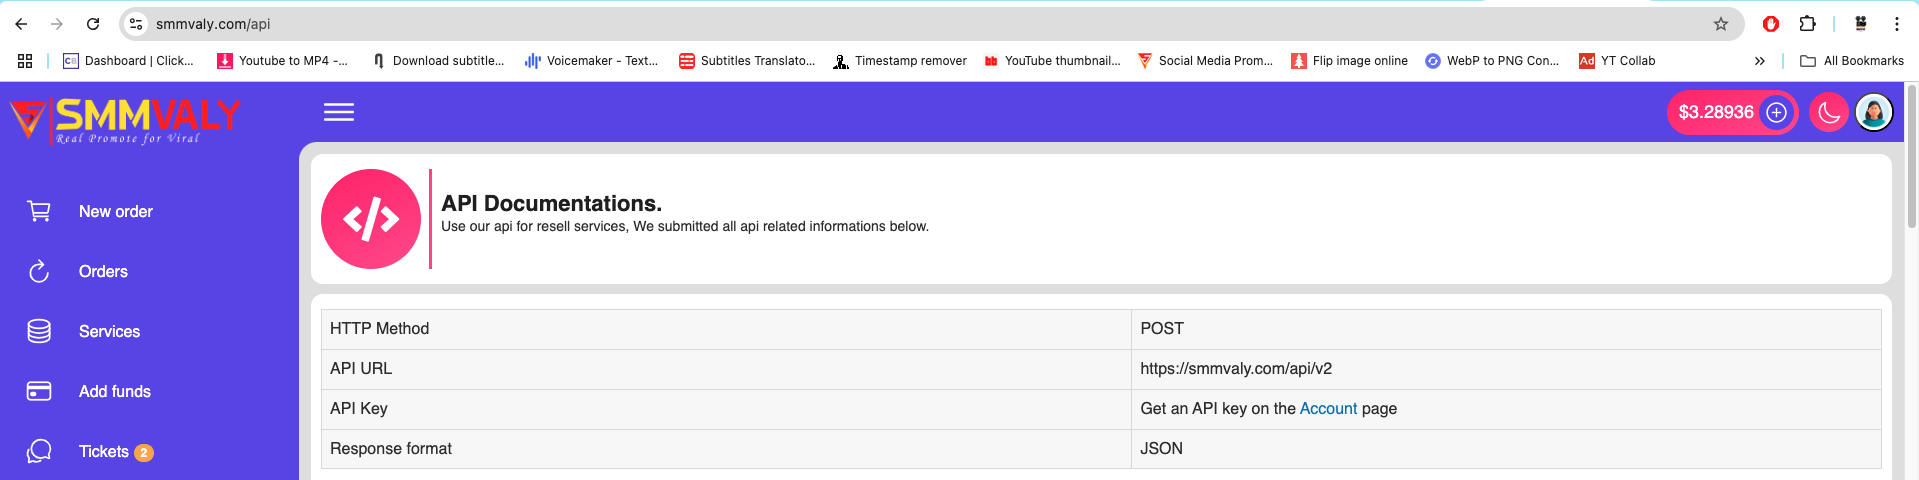 smmvaly.com/api
Dashboard | Click...
Youtube to MP4 -...
Download subtitle...
Voicemaker - Text...
Subtitles Translato...
Timestamp remover
YouTube thumbnail...
Social Media Prom...
Flip image online
WebP to PNG Con...
Ad YT Collab
All Bookmarks
SMMVALY
Real Promote for Viral
$3.28936
New order
Orders
Services
Add funds
Tickets 2
API Documentations.
Use our api for resell services, We submitted all api related informations below.
HTTP Method POST
API URL https://smmvaly.com/api/v2
API Key Get an API key on the Account page
Response format JSON